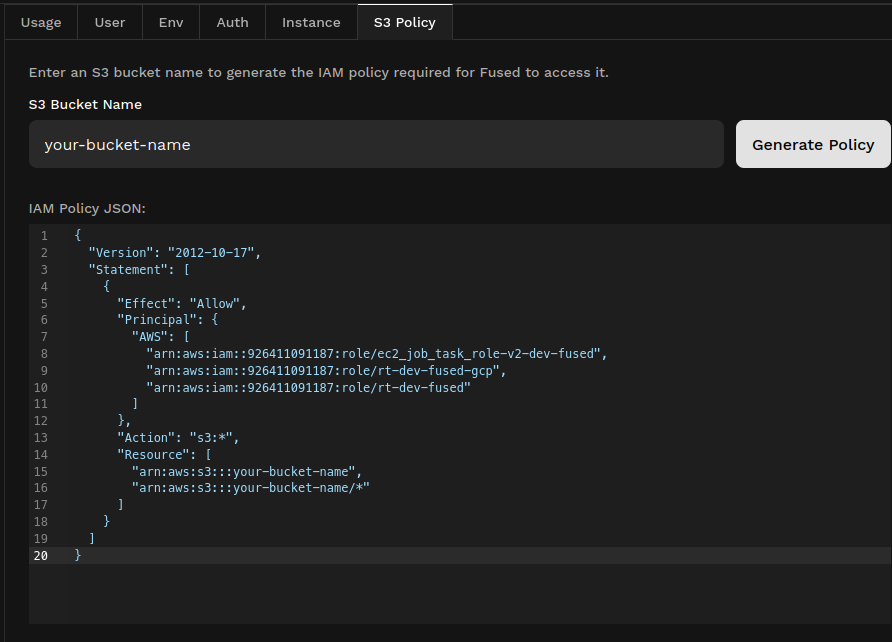 Usage User Env Auth Instance S3 Policy
Enter an S3 bucket name to generate the IAM policy required for Fused to access it.
S3 Bucket Name
your-bucket-name Generate Policy
IAM Policy JSON:
1 {
2 "Version": "2012-10-17",
3 "Statement": [
4 {
5 "Effect": "Allow",
6 "Principal": {
7 "AWS": [
8 "arn:aws:iam::926411091187:role/ec2_job_task_role-v2-dev-fused",
9 "arn:aws:iam::926411091187:role/rt-dev-fused-gcp",
10 "arn:aws:iam::926411091187:role/rt-dev-fused"
11 ]
12 },
13 "Action": "s3:*",
14 "Resource": [
15 "arn:aws:s3:::your-bucket-name",
16 "arn:aws:s3:::your-bucket-name/*"
17 ]
18 }
19 ]
20 }